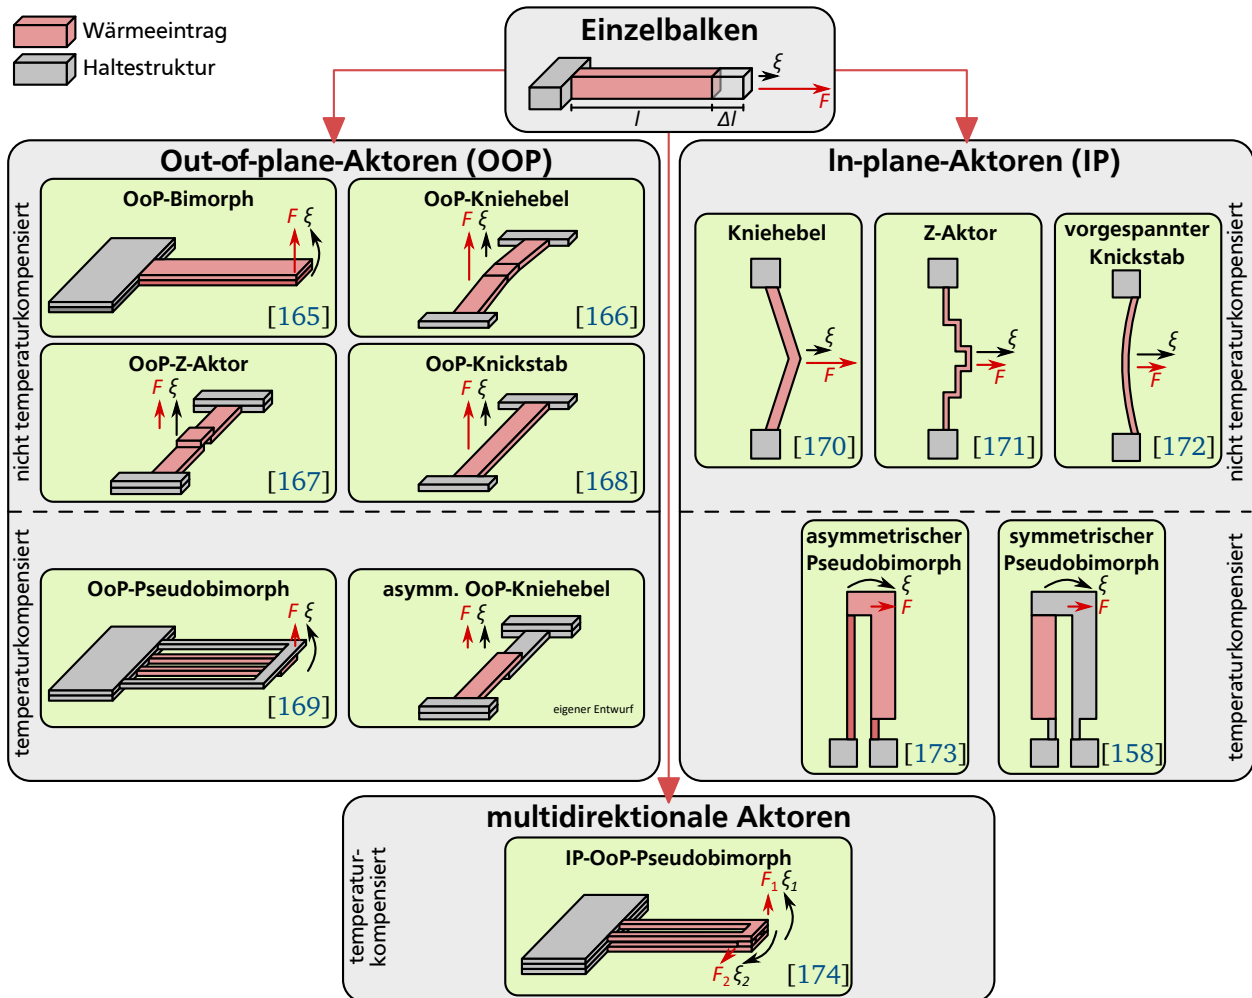 Wärmeeintrag
Haltestruktur
Einzelbalken
ξ
F
l
Δl
Out-of-plane-Aktoren (OOP)
nicht temperaturkompensiert
OoP-Bimorph
F ξ
[165]
OoP-Kniehebel
F ξ
[166]
OoP-Z-Aktor
F ξ
[167]
OoP-Knickstab
F ξ
[168]
temperaturkompensiert
OoP-Pseudobimorph
F ξ
[169]
asymm. OoP-Kniehebel
F ξ
eigener Entwurf
In-plane-Aktoren (IP)
nicht temperaturkompensiert
Kniehebel
ξ
F
[170]
Z-Aktor
ξ
F
[171]
vorgespannter
Knickstab
ξ
F
[172]
temperaturkompensiert
asymmetrischer
Pseudobimorph
ξ
F
[173]
symmetrischer
Pseudobimorph
ξ
F
[158]
multidirektionale Aktoren
temperatur-
kompensiert
IP-OoP-Pseudobimorph
F₁ ξ₁
F₂ ξ₂
[174]